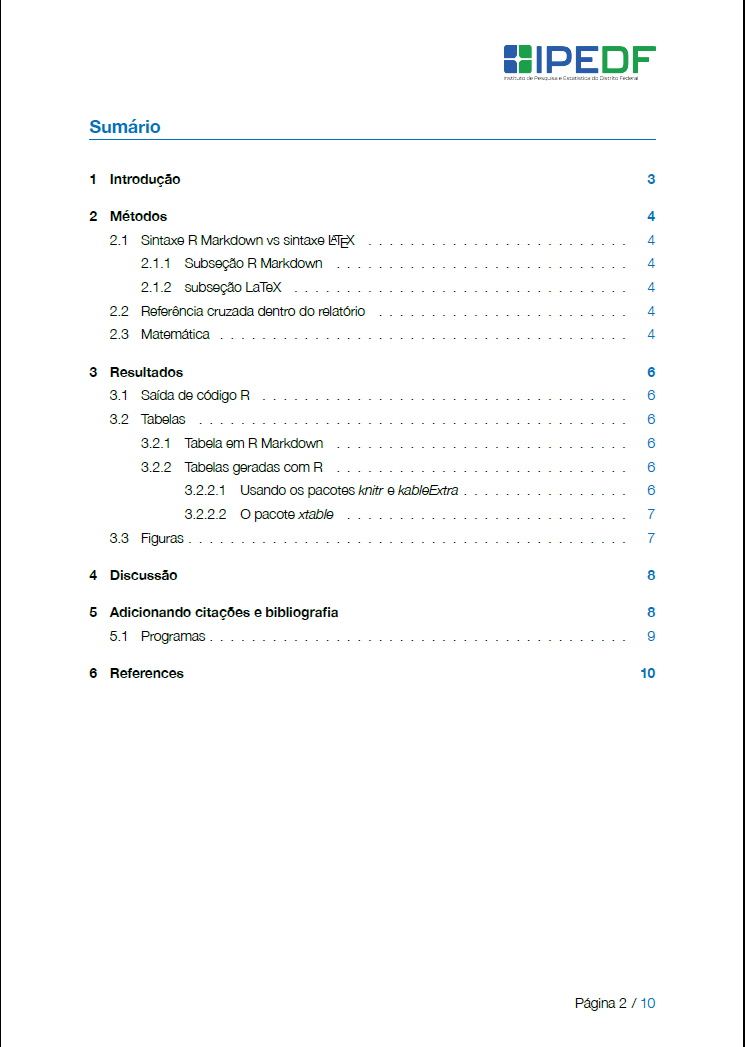 IPEDF
Instituto de Pesquisa e Estatística do Distrito Federal
Sumário
1 Introdução 3
2 Métodos 4
2.1 Sintaxe R Markdown vs sintaxe LATEX . . . . . . . . . . . . . . . . . . . . . . . . . 4
2.1.1 Subseção R Markdown . . . . . . . . . . . . . . . . . . . . . . . . . . . . 4
2.1.2 subseção LaTeX . . . . . . . . . . . . . . . . . . . . . . . . . . . . . . . . 4
2.2 Referência cruzada dentro do relatório . . . . . . . . . . . . . . . . . . . . . . . . 4
2.3 Matemática . . . . . . . . . . . . . . . . . . . . . . . . . . . . . . . . . . . . . . . 4
3 Resultados 6
3.1 Saída de código R . . . . . . . . . . . . . . . . . . . . . . . . . . . . . . . . . . . 6
3.2 Tabelas . . . . . . . . . . . . . . . . . . . . . . . . . . . . . . . . . . . . . . . . . 6
3.2.1 Tabela em R Markdown . . . . . . . . . . . . . . . . . . . . . . . . . . . . 6
3.2.2 Tabelas geradas com R . . . . . . . . . . . . . . . . . . . . . . . . . . . . 6
3.2.2.1 Usando os pacotes knitr e kableExtra . . . . . . . . . . . . . . . . 6
3.2.2.2 O pacote xtable . . . . . . . . . . . . . . . . . . . . . . . . . . . 7
3.3 Figuras . . . . . . . . . . . . . . . . . . . . . . . . . . . . . . . . . . . . . . . . . . 7
4 Discussão 8
5 Adicionando citações e bibliografia 8
5.1 Programas . . . . . . . . . . . . . . . . . . . . . . . . . . . . . . . . . . . . . . . . 9
6 References 10
Página 2 / 10